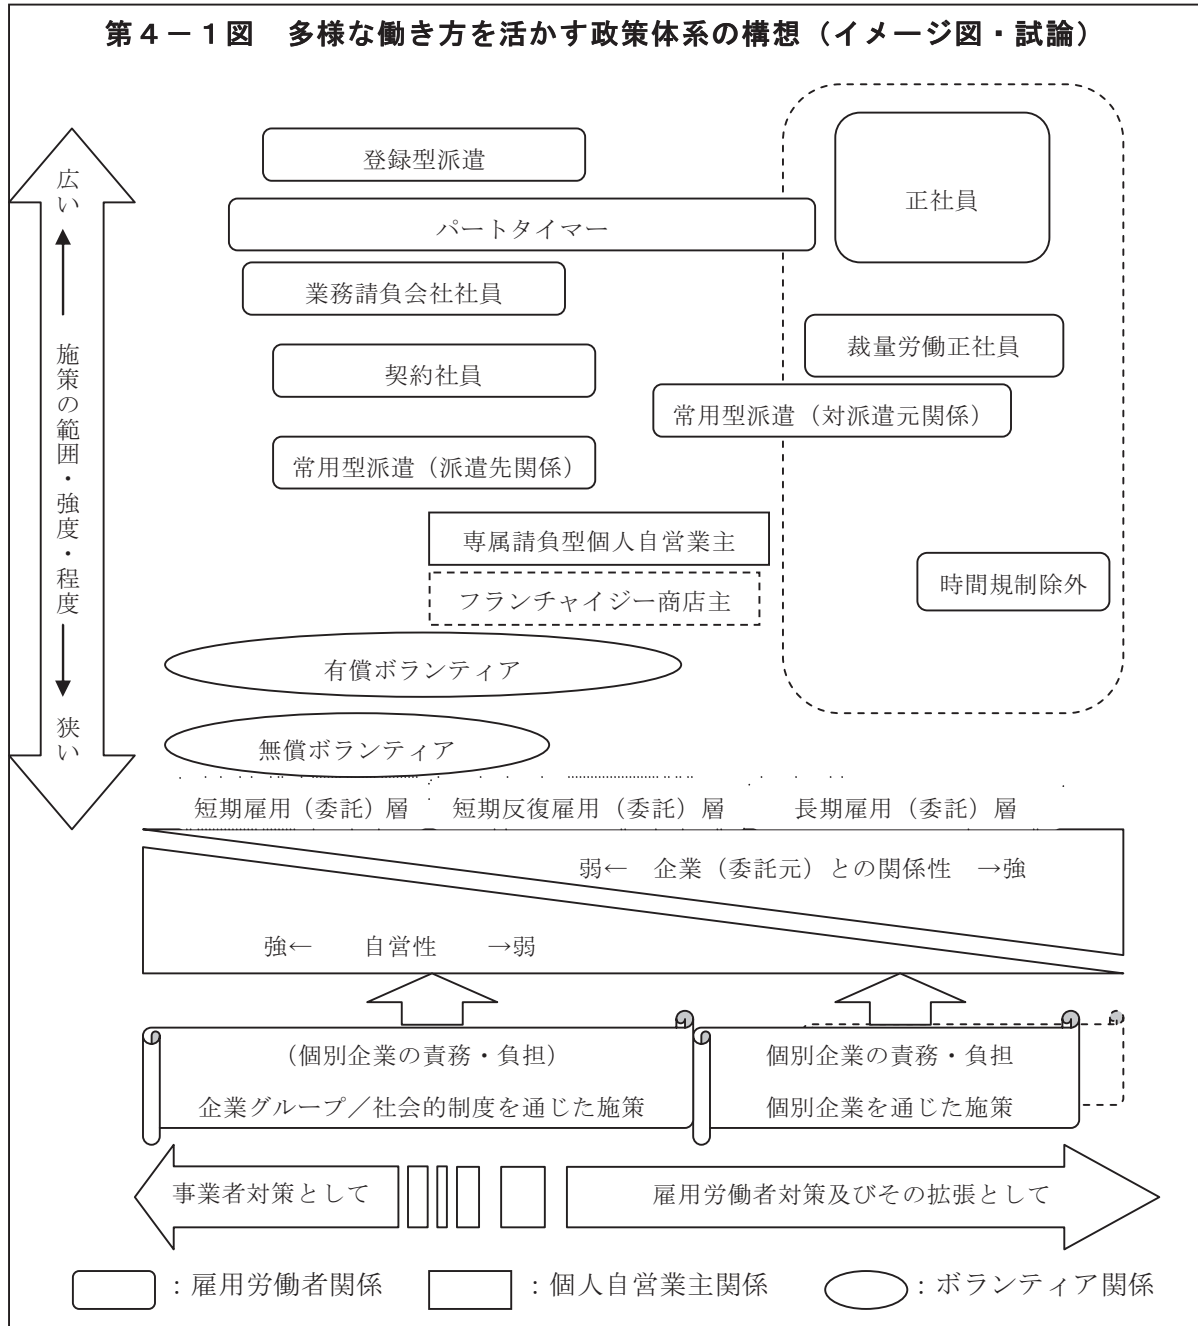 第４－１図　多様な働き方を活かす政策体系の構想（イメージ図・試論）
広い
施策の範囲・強度・程度
狭い
登録型派遣
正社員
パートタイマー
業務請負会社社員
裁量労働正社員
契約社員
常用型派遣（対派遣元関係）
常用型派遣（派遣先関係）
専属請負型個人自営業主
時間規制除外
フランチャイジー商店主
有償ボランティア
無償ボランティア
短期雇用（委託）層
短期反復雇用（委託）層
長期雇用（委託）層
弱←　企業（委託元）との関係性　→強
強←　　自営性　　→弱
（個別企業の責務・負担）
企業グループ／社会的制度を通じた施策
個別企業の責務・負担
個別企業を通じた施策
事業者対策として
雇用労働者対策及びその拡張として
：雇用労働者関係
：個人自営業主関係
：ボランティア関係